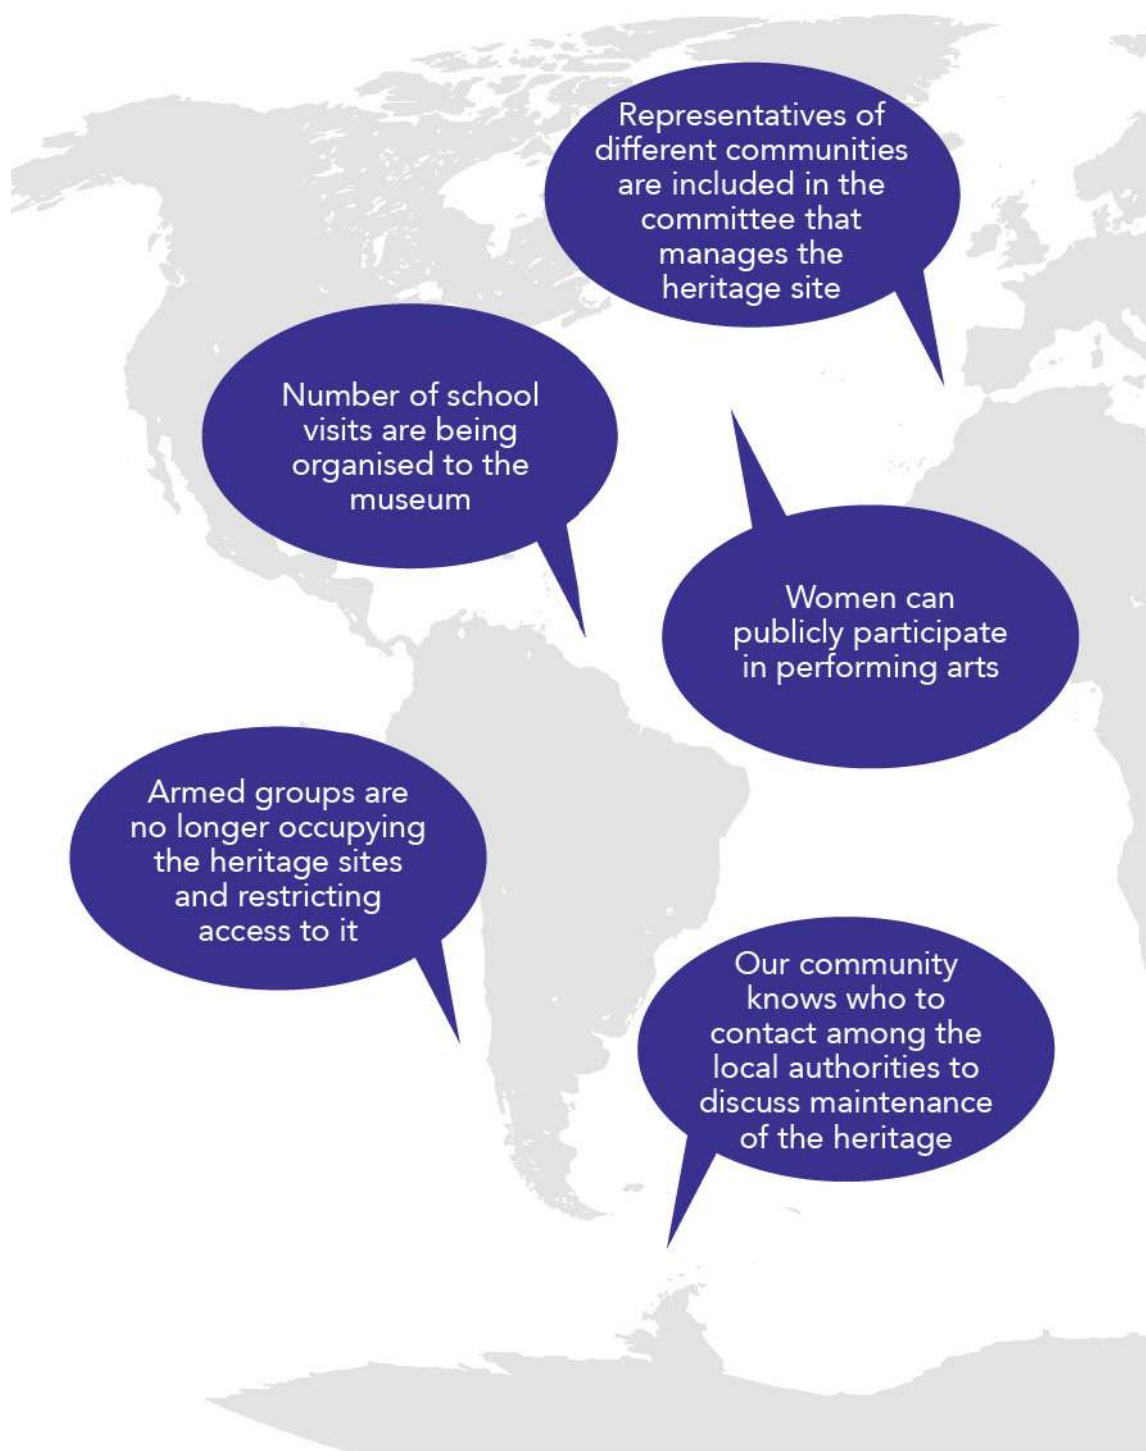 Representatives of
different communities
are included in the
committee that
manages the
heritage site
Number of school
visits are being
organised to the
museum
Women can
publicly participate
in performing arts
Armed groups are
no longer occupying
the heritage sites
and restricting
access to it
Our community
knows who to
contact among the
local authorities to
discuss maintenance
of the heritage